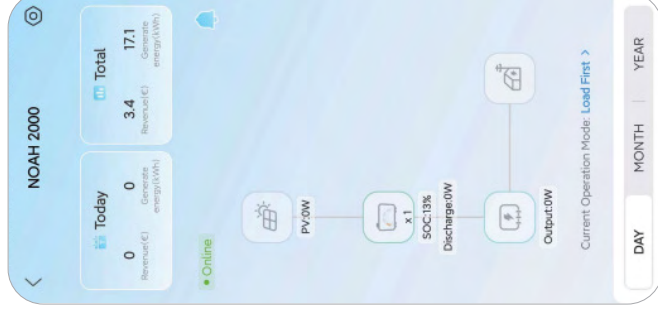 NOAH 2000
Today
0 0
Revenue(€) Generate
energy(kWh)
Total
3.4 17.1
Revenue(€) Generate
energy(kWh)
Online
PV:0W
x 1
SOC:13%
Discharge:0W
Output:0W
Current Operation Mode: Load First >
DAY MONTH YEAR